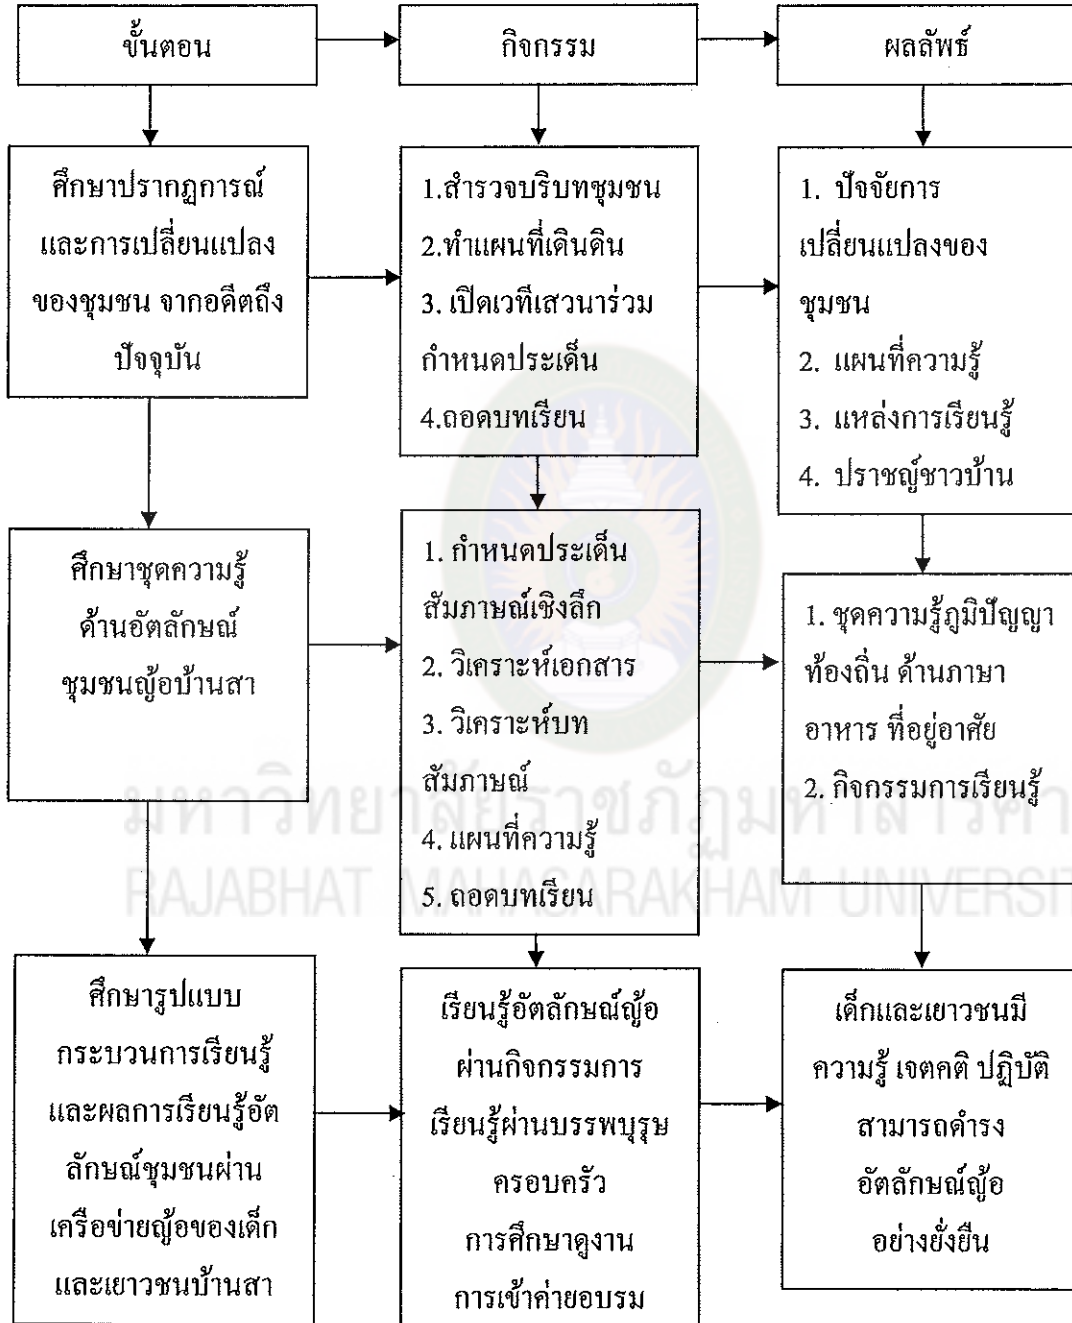 ขั้นตอน
กิจกรรม
ผลลัพธ์
ศึกษาปรากฏการณ์
และการเปลี่ยนแปลง
ของชุมชน จากอดีตถึง
ปัจจุบัน
1.สำรวจบริบทชุมชน
2.ทำแผนที่เดินดิน
3. เปิดเวทีเสวนาร่วม
กำหนดประเด็น
4.ถอดบทเรียน
1. ปัจจัยการ
เปลี่ยนแปลงของ
ชุมชน
2. แผนที่ความรู้
3. แหล่งการเรียนรู้
4. ปราชญ์ชาวบ้าน
ศึกษาชุดความรู้
ด้านอัตลักษณ์
ชุมชนญ้อบ้านสา
1. กำหนดประเด็น
สัมภาษณ์เชิงลึก
2. วิเคราะห์เอกสาร
3. วิเคราะห์บท
สัมภาษณ์
4. แผนที่ความรู้
5. ถอดบทเรียน
1. ชุดความรู้ภูมิปัญญา
ท้องถิ่น ด้านภาษา
อาหาร ที่อยู่อาศัย
2. กิจกรรมการเรียนรู้
มหาวิทยาลัยราชภัฏมหาสารคา
RAJABHAT MAHASARAKHAM UNIVERSIT
ศึกษารูปแบบ
กระบวนการเรียนรู้
และผลการเรียนรู้อัต
ลักษณ์ชุมชนผ่าน
เครือข่ายญ้อของเด็ก
และเยาวชนบ้านสา
เรียนรู้อัตลักษณ์ญ้อ
ผ่านกิจกรรมการ
เรียนรู้ผ่านบรรพบุรุษ
ครอบครัว
การศึกษาดูงาน
การเข้าค่ายอบรม
เด็กและเยาวชนมี
ความรู้ เจตคติ ปฏิบัติ
สามารถดำรง
อัตลักษณ์ญ้อ
อย่างยั่งยืน